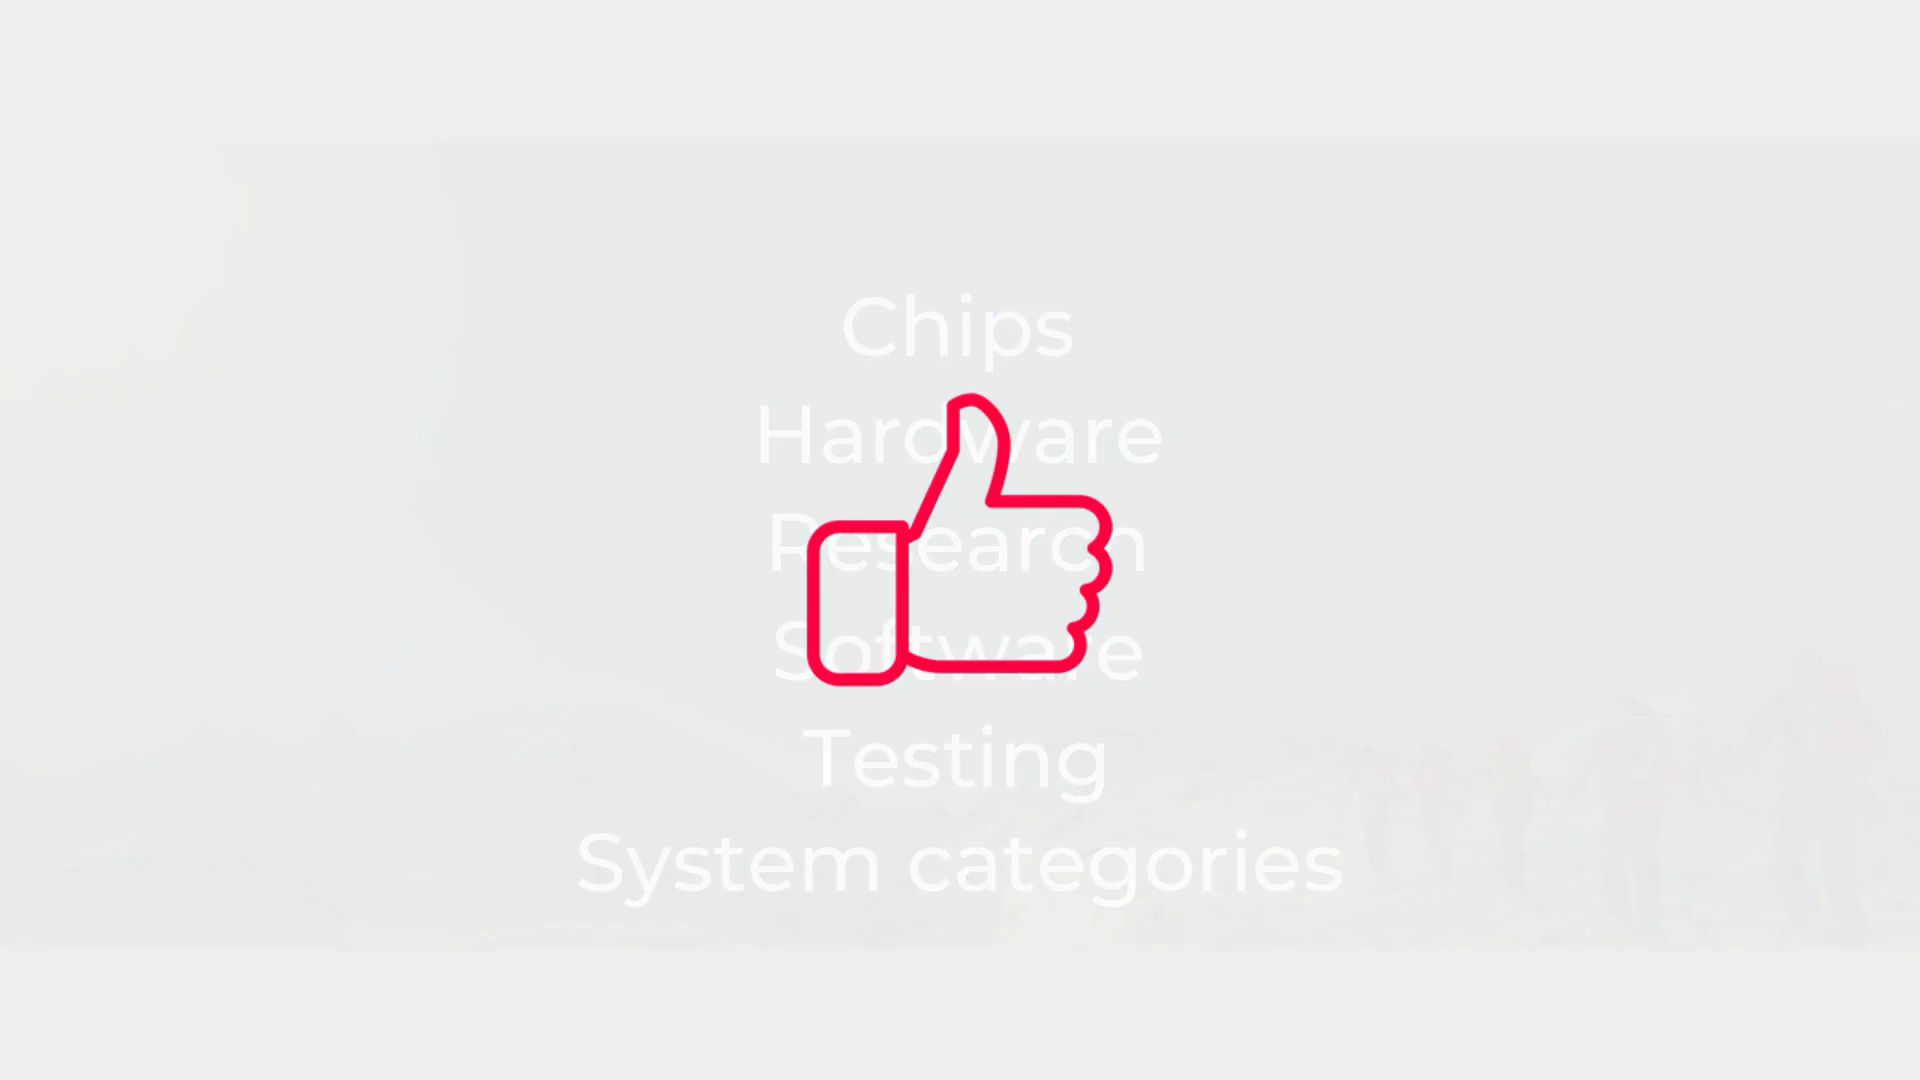 Chips
Hardware
Research
Software
Testing
System categories